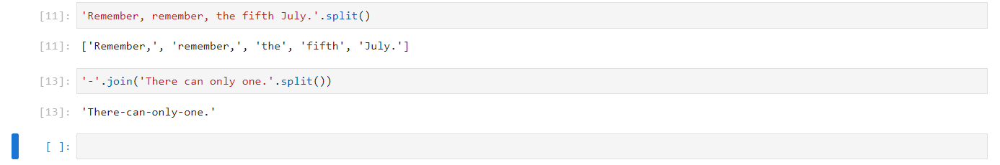 [11]: 'Remember, remember, the fifth July.'.split()
[11]: ['Remember,', 'remember,', 'the', 'fifth', 'July.']
[13]: '-'.join('There can only one.'.split())
[13]: 'There-can-only-one.'
[ ]: